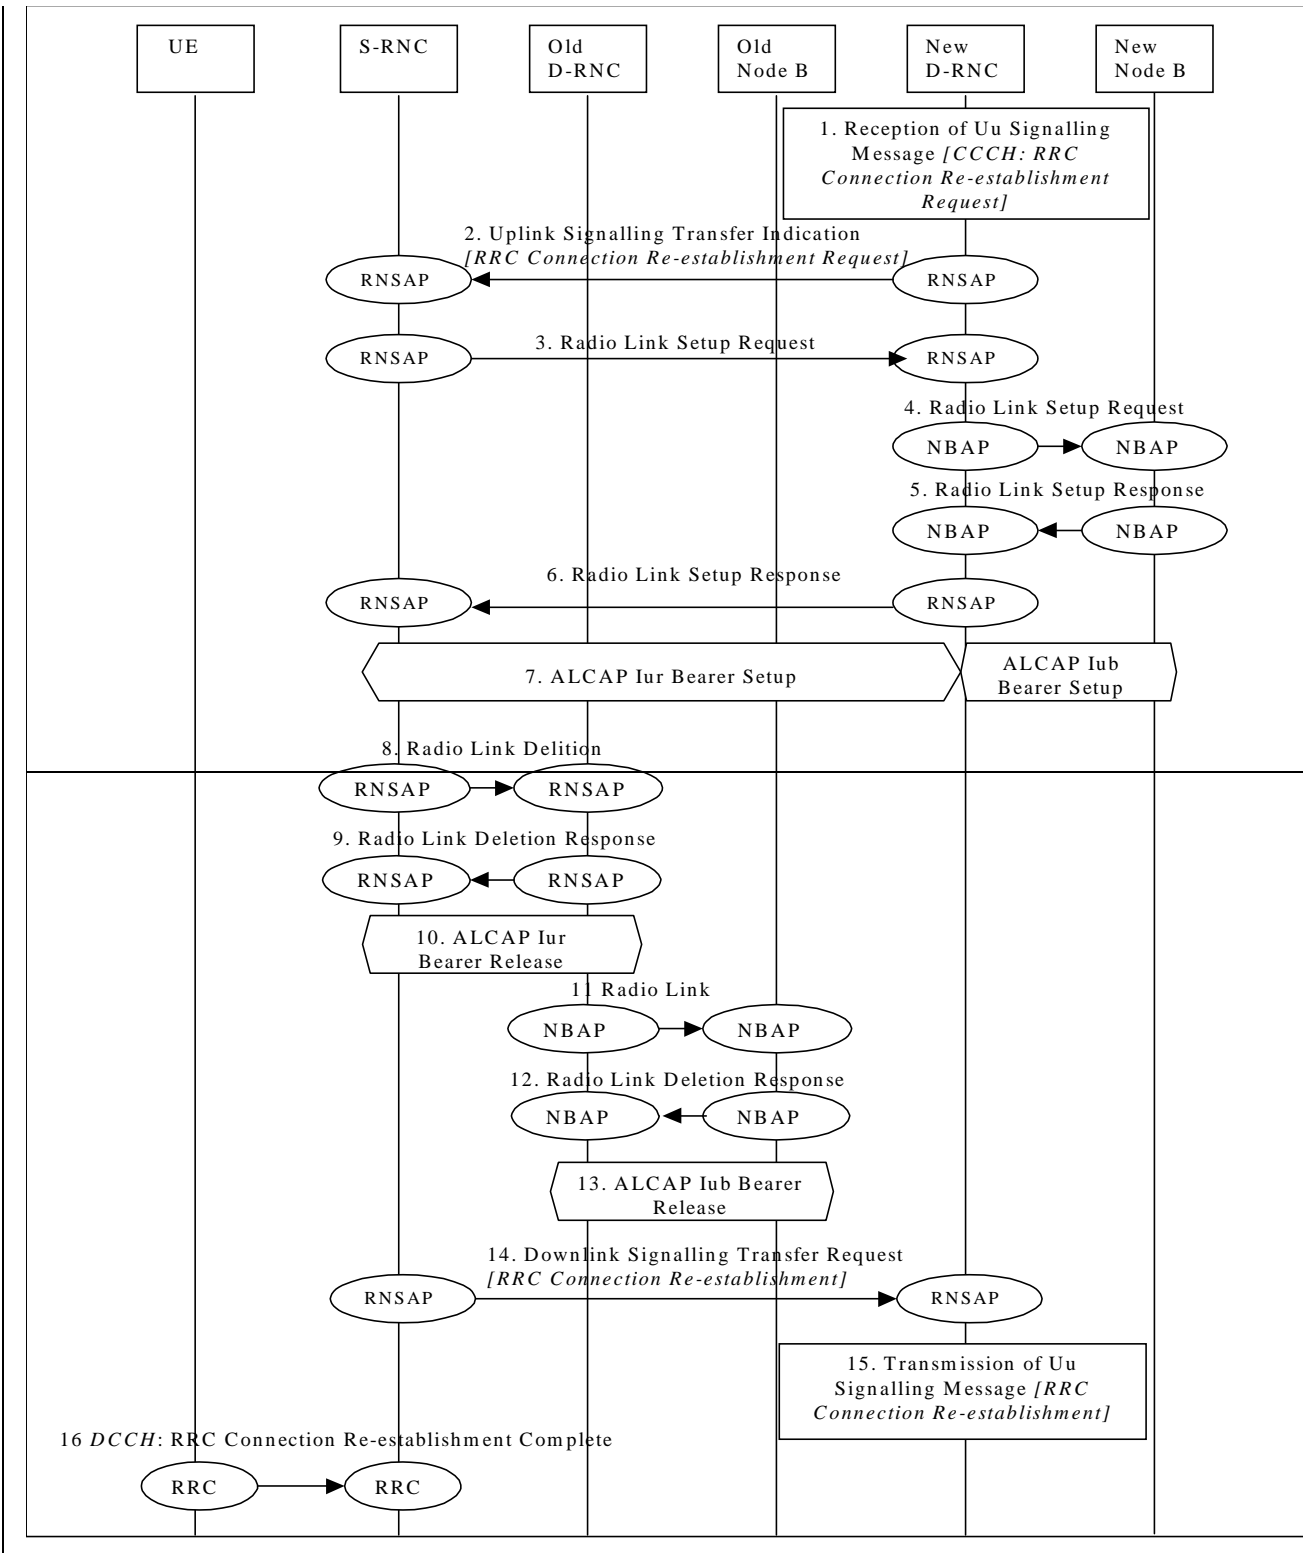 UE
S-RNC
Old
D-RNC
Old
Node B
New
D-RNC
New
Node B
1. Reception of Uu Signalling
Message [CCCH: RRC
Connection Re-establishment
Request]
2. Uplink Signalling Transfer Indication
[RRC Connection Re-establishment Request]
RNSAP
RNSAP
3. Radio Link Setup Request
RNSAP
RNSAP
4. Radio Link Setup Request
NBAP
NBAP
5. Radio Link Setup Response
NBAP
NBAP
6. Radio Link Setup Response
RNSAP
RNSAP
7. ALCAP Iur Bearer Setup
ALCAP Iub
Bearer Setup
8. Radio Link Delition
RNSAP
RNSAP
9. Radio Link Deletion Response
RNSAP
RNSAP
10. ALCAP Iur
Bearer Release
11 Radio Link
NBAP
NBAP
12. Radio Link Deletion Response
NBAP
NBAP
13. ALCAP Iub Bearer
Release
14. Downlink Signalling Transfer Request
[RRC Connection Re-establishment]
RNSAP
RNSAP
15. Transmission of Uu
Signalling Message [RRC
Connection Re-establishment]
16 DCCH: RRC Connection Re-establishment Complete
RRC
RRC